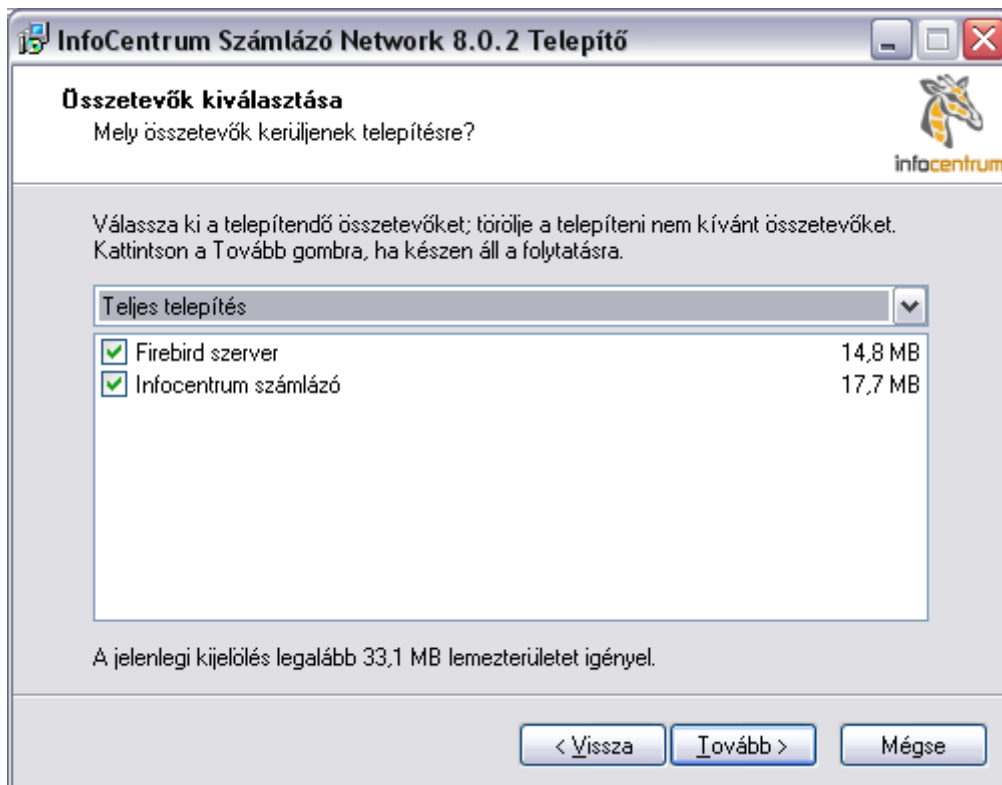 InfoCentrum Számlázó Network 8.0.2 Telepítő
Összetevők kiválasztása
Mely összetevők kerüljenek telepítésre?
infocentrum
Válassza ki a telepítendő összetevőket; törölje a telepíteni nem kívánt összetevőket.
Kattintson a Tovább gombra, ha készen áll a folytatásra.
Teljes telepítés
Firebird szerver 14,8 MB
Infocentrum számlázó 17,7 MB
A jelenlegi kijelölés legalább 33,1 MB lemezterületet igényel.
< Vissza Tovább > Mégse